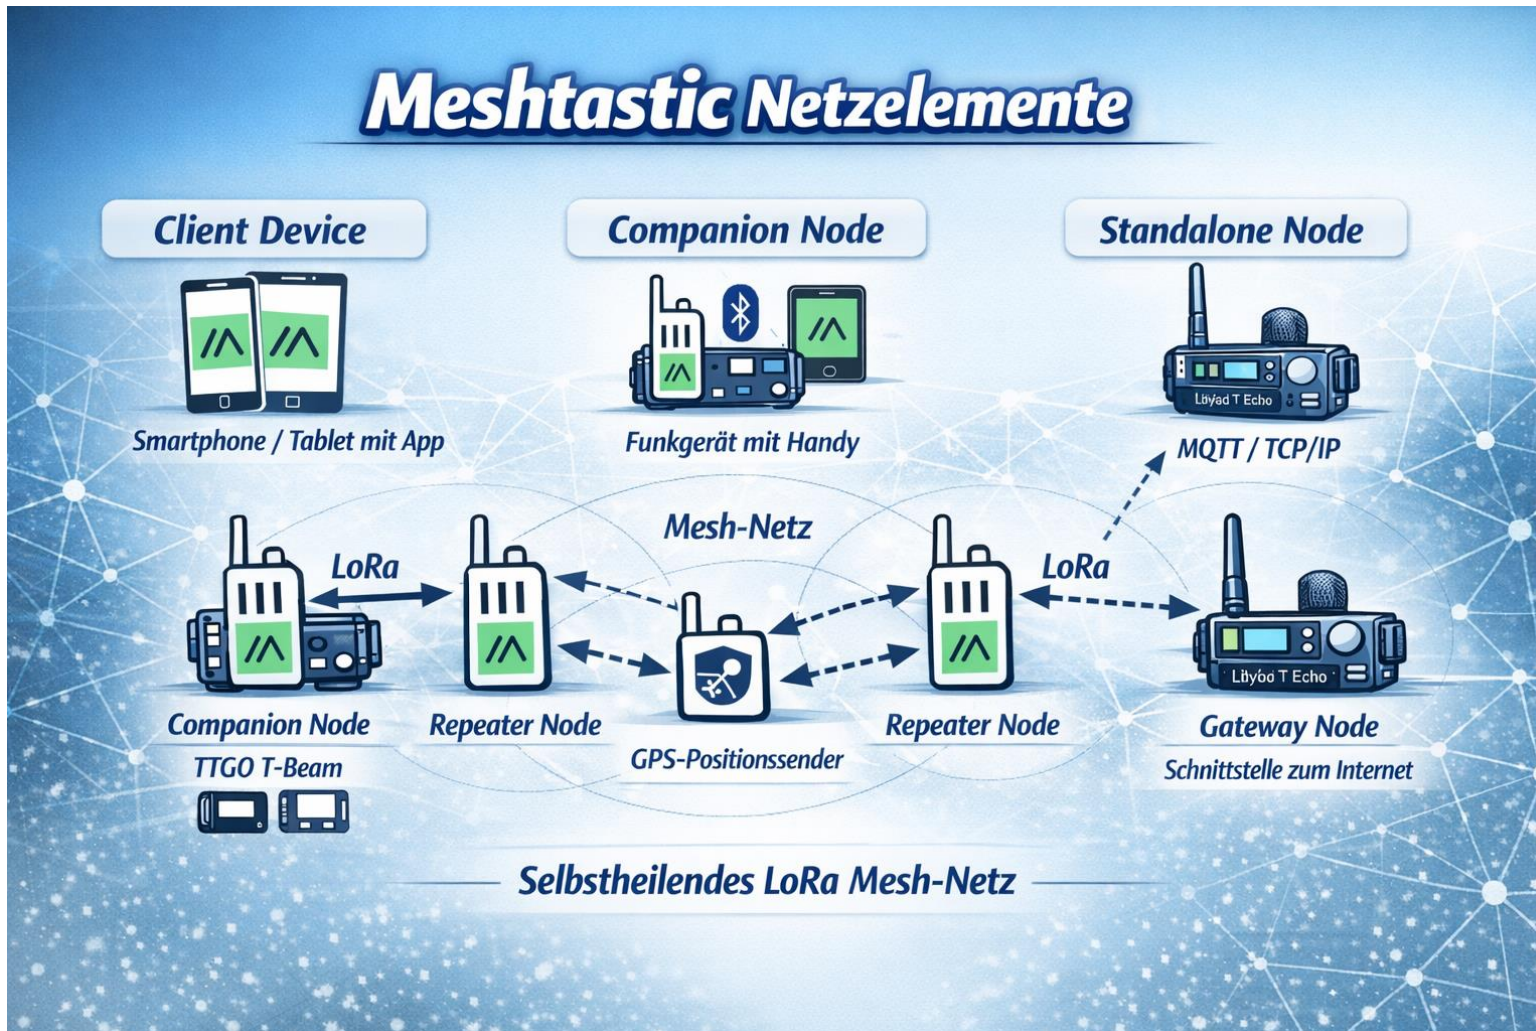 Meshtastic Netzelemente
Client Device
Companion Node
Standalone Node
Smartphone / Tablet mit App
Funkgerät mit Handy
T Echo
MQTT / TCP/IP
Mesh-Netz
LoRa
LoRa
T Echo
Companion Node
Repeater Node
GPS-Positionssender
Repeater Node
Gateway Node
TTGO T-Beam
Schnittstelle zum Internet
Selbstheilendes LoRa Mesh-Netz